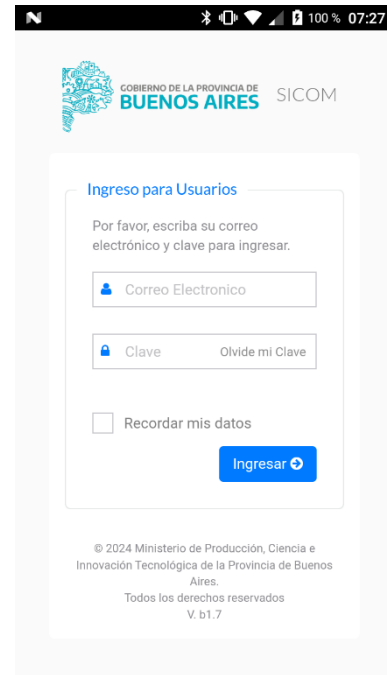 100 % 07:27
GOBIERNO DE LA PROVINCIA DE
BUENOS AIRES
SICOM
Ingreso para Usuarios
Por favor, escriba su correo
electrónico y clave para ingresar.
Correo Electronico
Clave
Olvide mi Clave
Recordar mis datos
Ingresar
© 2024 Ministerio de Producción, Ciencia e
Innovación Tecnológica de la Provincia de Buenos
Aires.
Todos los derechos reservados
V. b1.7